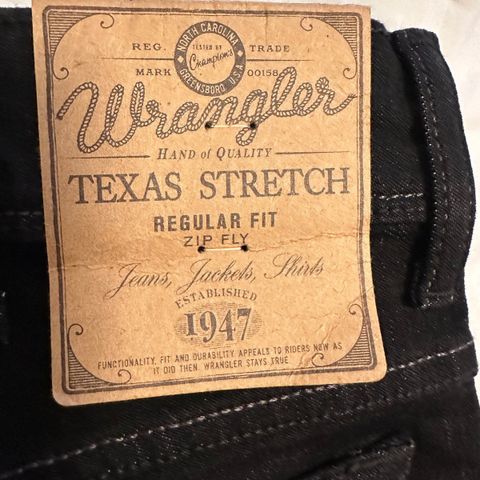 REG. TRADE
NORTH CAROLINA
TESTED BY
Champions
GREENSBORO U.S.A
MARK 00158
Wrangler
HAND of QUALITY
TEXAS STRETCH
REGULAR FIT
ZIP FLY
Jeans, Jackets, Shirts
ESTABLISHED
1947
FUNCTIONALITY, FIT AND DURABILITY APPEALS TO RIDERS NOW AS
IT DID THEN. WRANGLER STAYS TRUE